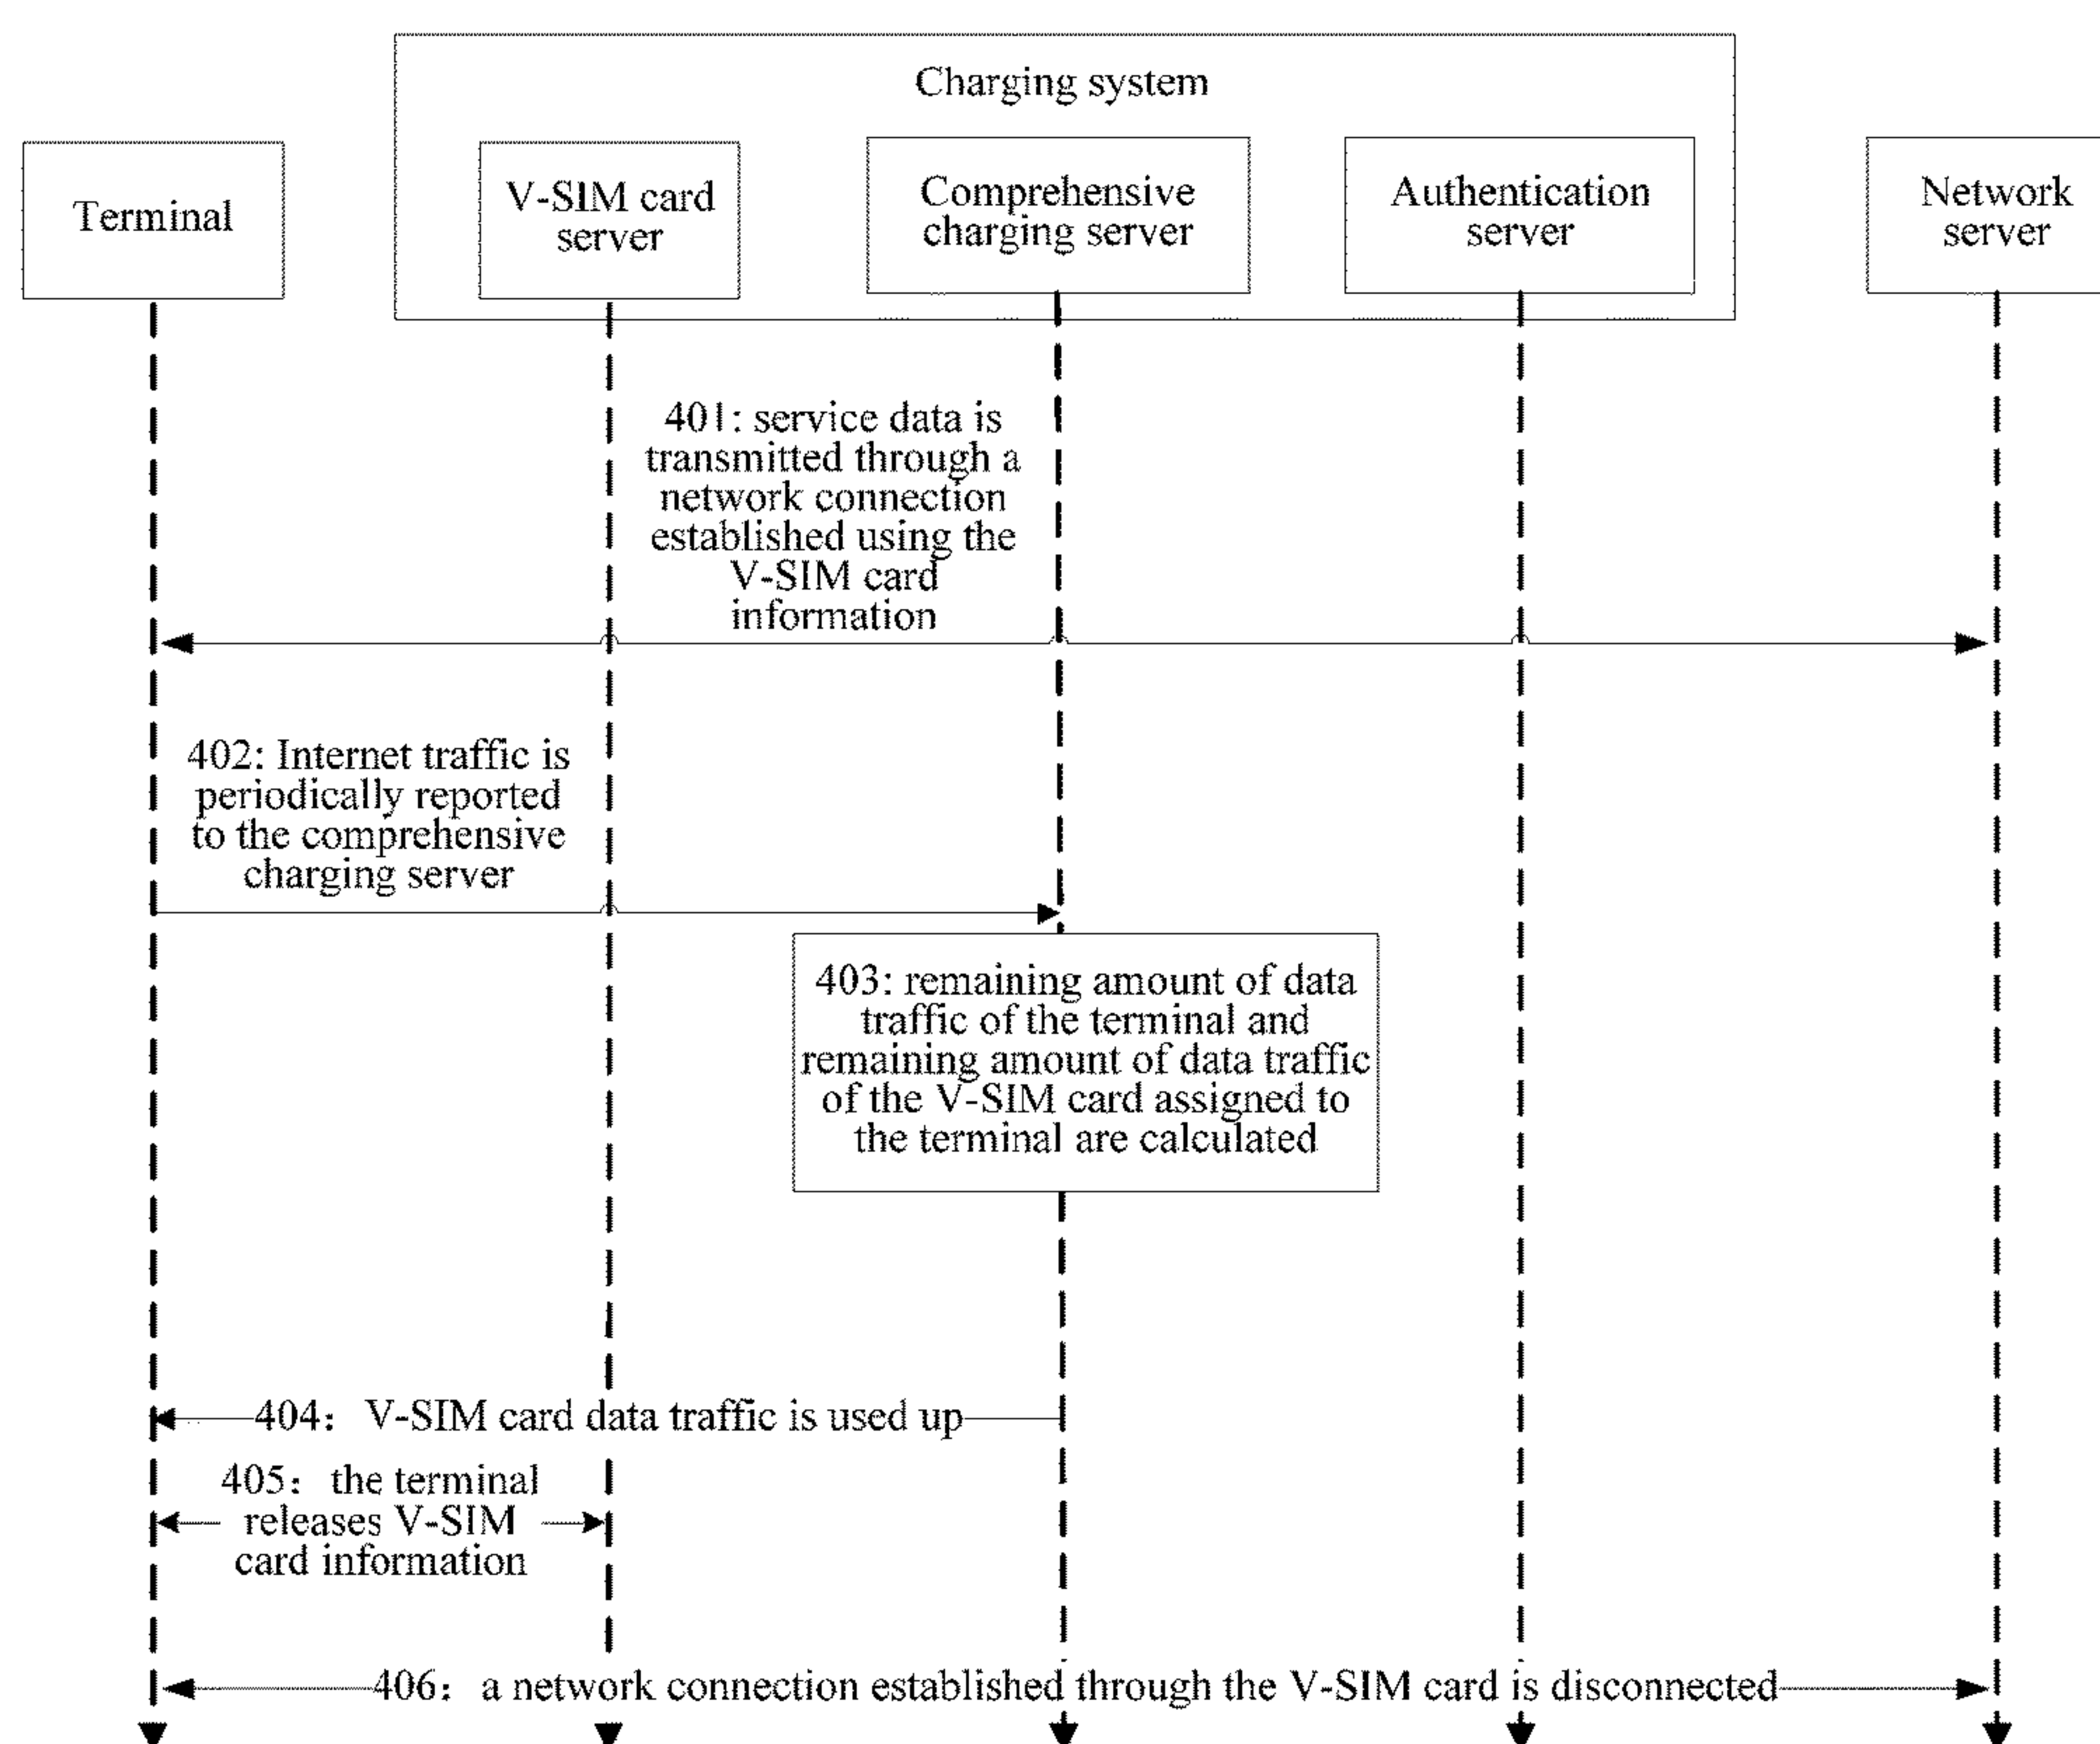 Charging system
Terminal
V-SIM card
server
Comprehensive
charging server
Authentication
server
Network
server
401: service data is
transmitted through a
network connection
established using the
V-SIM card
information
402: Internet traffic is
periodically reported
to the comprehensive
charging server
403: remaining amount of data
traffic of the terminal and
remaining amount of data traffic
of the V-SIM card assigned to
the terminal are calculated
404: V-SIM card data traffic is used up
405: the terminal
releases V-SIM
card information
406: a network connection established through the V-SIM card is disconnected